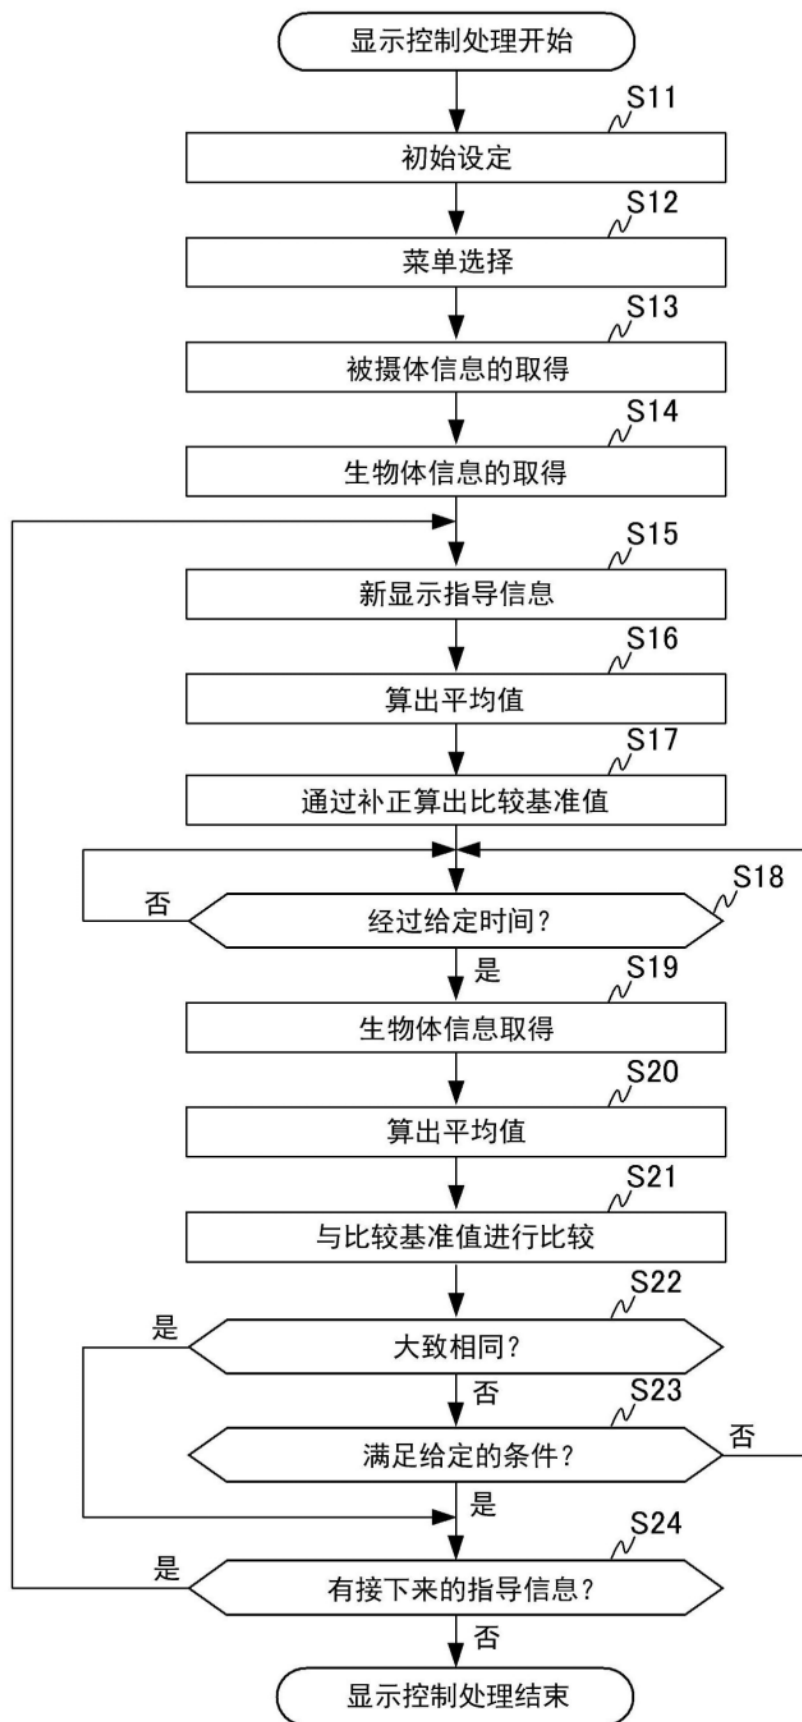 显示控制处理开始
S11
初始设定
S12
菜单选择
S13
被摄体信息的取得
S14
生物体信息的取得
S15
新显示指导信息
S16
算出平均值
S17
通过补正算出比较基准值
S18
否
经过给定时间?
是
S19
生物体信息取得
S20
算出平均值
S21
与比较基准值进行比较
S22
是
大致相同?
否
S23
满足给定的条件?
否
是
S24
是
有接下来的指导信息?
否
显示控制处理结束